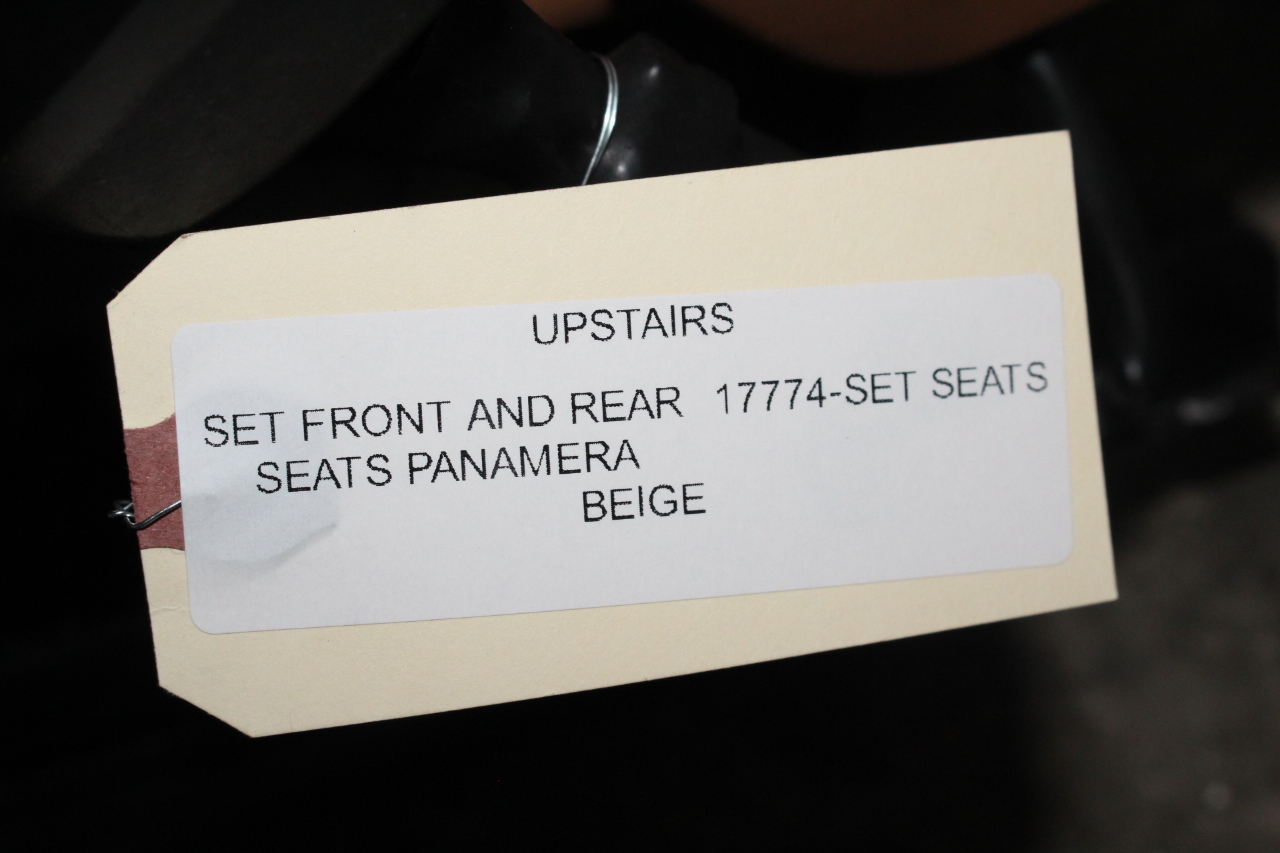 UPSTAIRS
SET FRONT AND REAR 17774-SET SEATS
SEATS PANAMERA
BEIGE